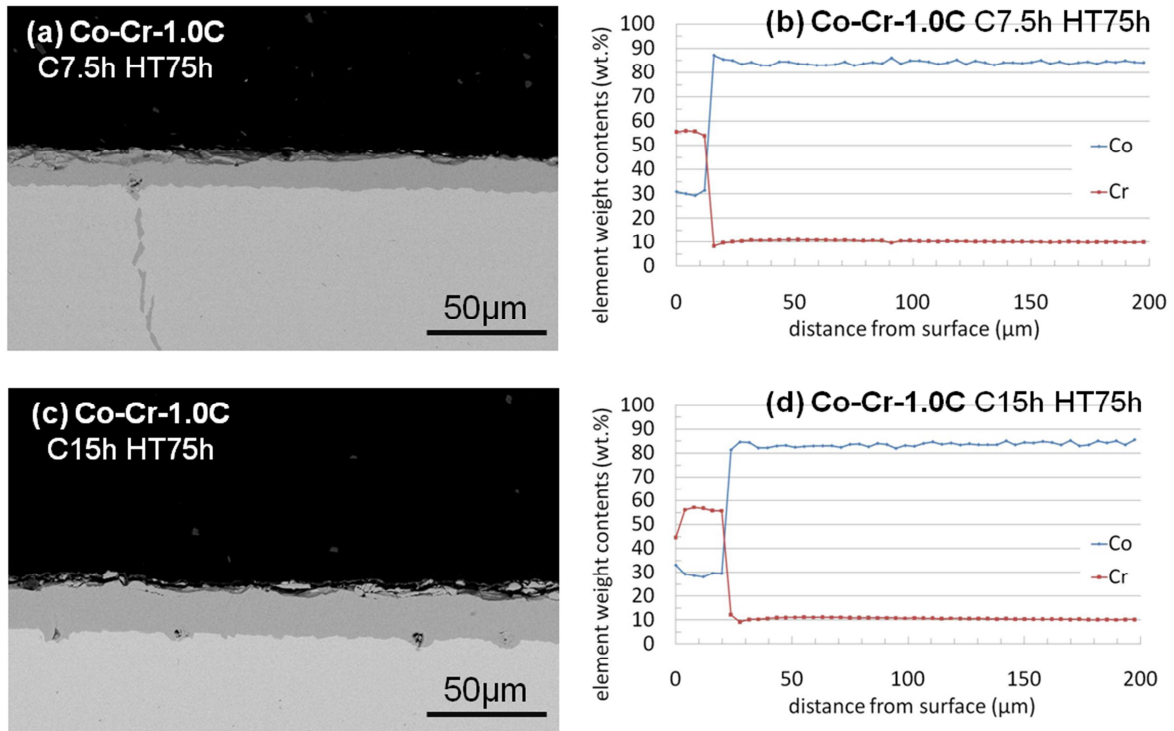 (a) Co-Cr-1.0C
C7.5h HT75h
50µm
(b) Co-Cr-1.0C C7.5h HT75h
element weight contents (wt.%)
100
90
80
70
60
50
40
30
20
10
0
Co
Cr
0 50 100 150 200
distance from surface (µm)
(c) Co-Cr-1.0C
C15h HT75h
50µm
(d) Co-Cr-1.0C C15h HT75h
element weight contents (wt.%)
100
90
80
70
60
50
40
30
20
10
0
Co
Cr
0 50 100 150 200
distance from surface (µm)